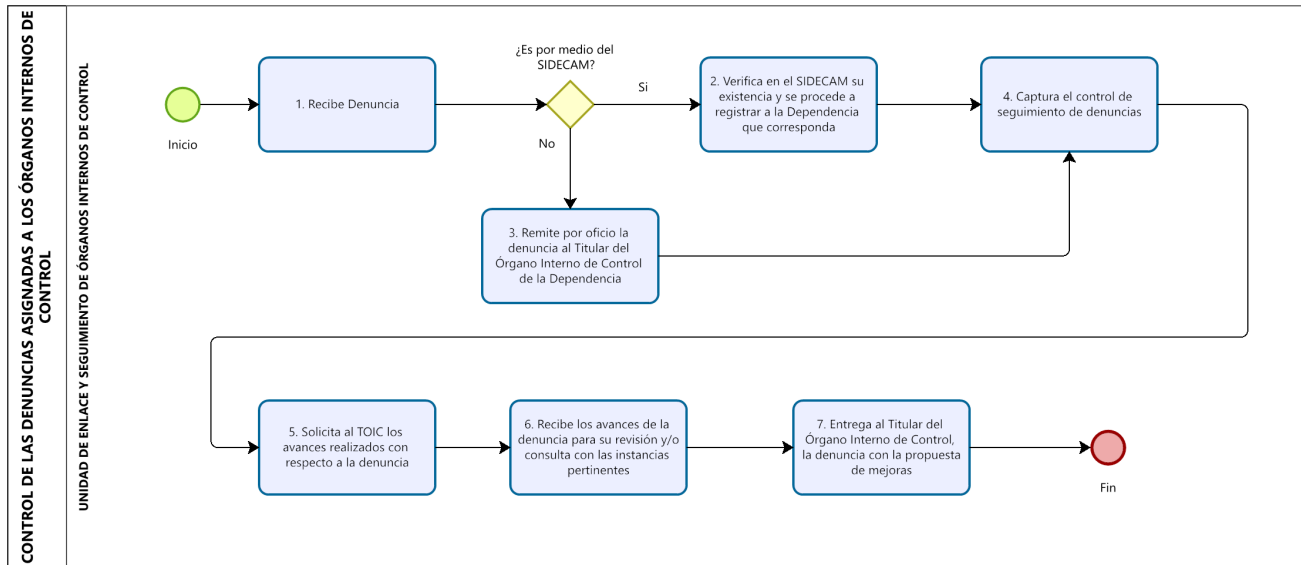 CONTROL DE LAS DENUNCIAS ASIGNADAS A LOS ÓRGANOS INTERNOS DE
CONTROL
UNIDAD DE ENLACE Y SEGUIMIENTO DE ÓRGANOS INTERNOS DE CONTROL
Inicio
1. Recibe Denuncia
¿Es por medio del
SIDECAM?
Si
No
2. Verifica en el SIDECAM su
existencia y se procede a
registrar a la Dependencia
que corresponda
3. Remite por oficio la
denuncia al Titular del
Órgano Interno de Control
de la Dependencia
4. Captura el control de
seguimiento de denuncias
5. Solicita al TOIC los
avances realizados con
respecto a la denuncia
6. Recibe los avances de la
denuncia para su revisión y/o
consulta con las instancias
pertinentes
7. Entrega al Titular del
Órgano Interno de Control,
la denuncia con la propuesta
de mejoras
Fin